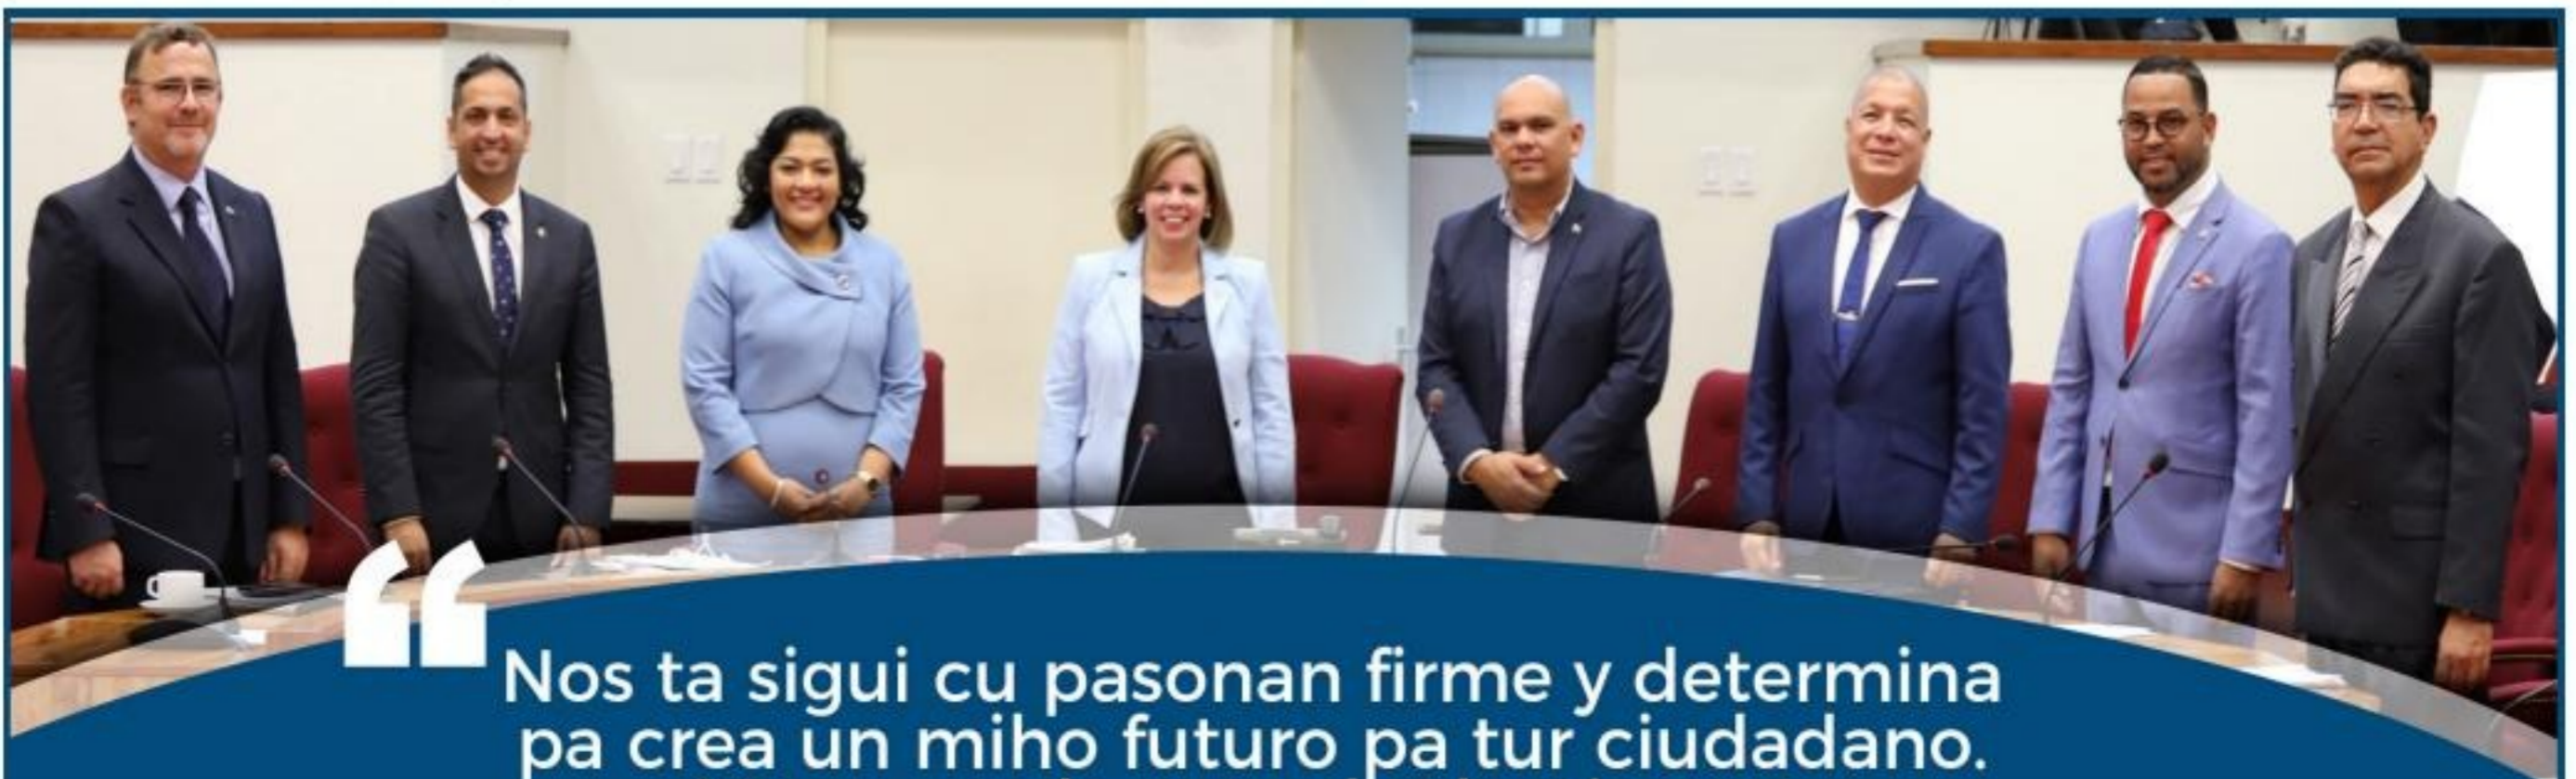 “Nos ta sigui cu pasonan firme y determina
pa crea un miho futuro pa tur ciudadano.